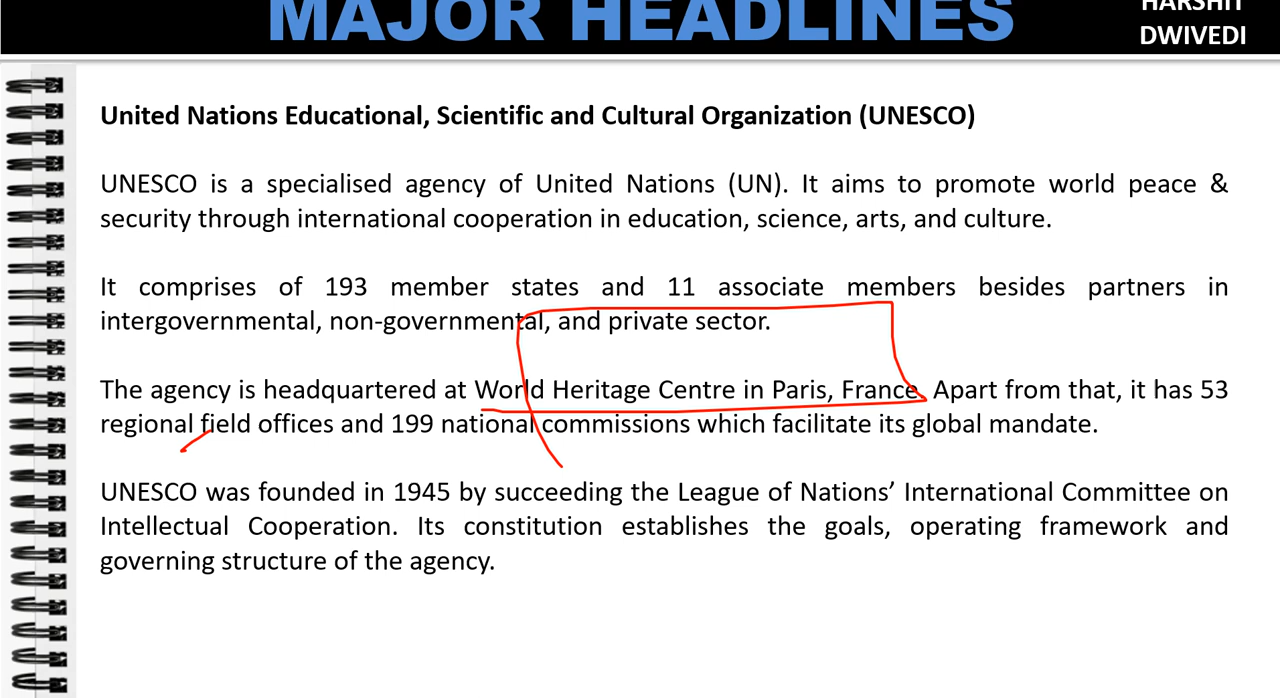 MAJOR HEADLINES
HARSHIT
DWIVEDI
United Nations Educational, Scientific and Cultural Organization (UNESCO)
UNESCO is a specialised agency of United Nations (UN). It aims to promote world peace &
security through international cooperation in education, science, arts, and culture.
It comprises of 193 member states and 11 associate members besides partners in
intergovernmental, non-governmental, and private sector.
The agency is headquartered at World Heritage Centre in Paris, France. Apart from that, it has 53
regional field offices and 199 national commissions which facilitate its global mandate.
UNESCO was founded in 1945 by succeeding the League of Nations’ International Committee on
Intellectual Cooperation. Its constitution establishes the goals, operating framework and
governing structure of the agency.